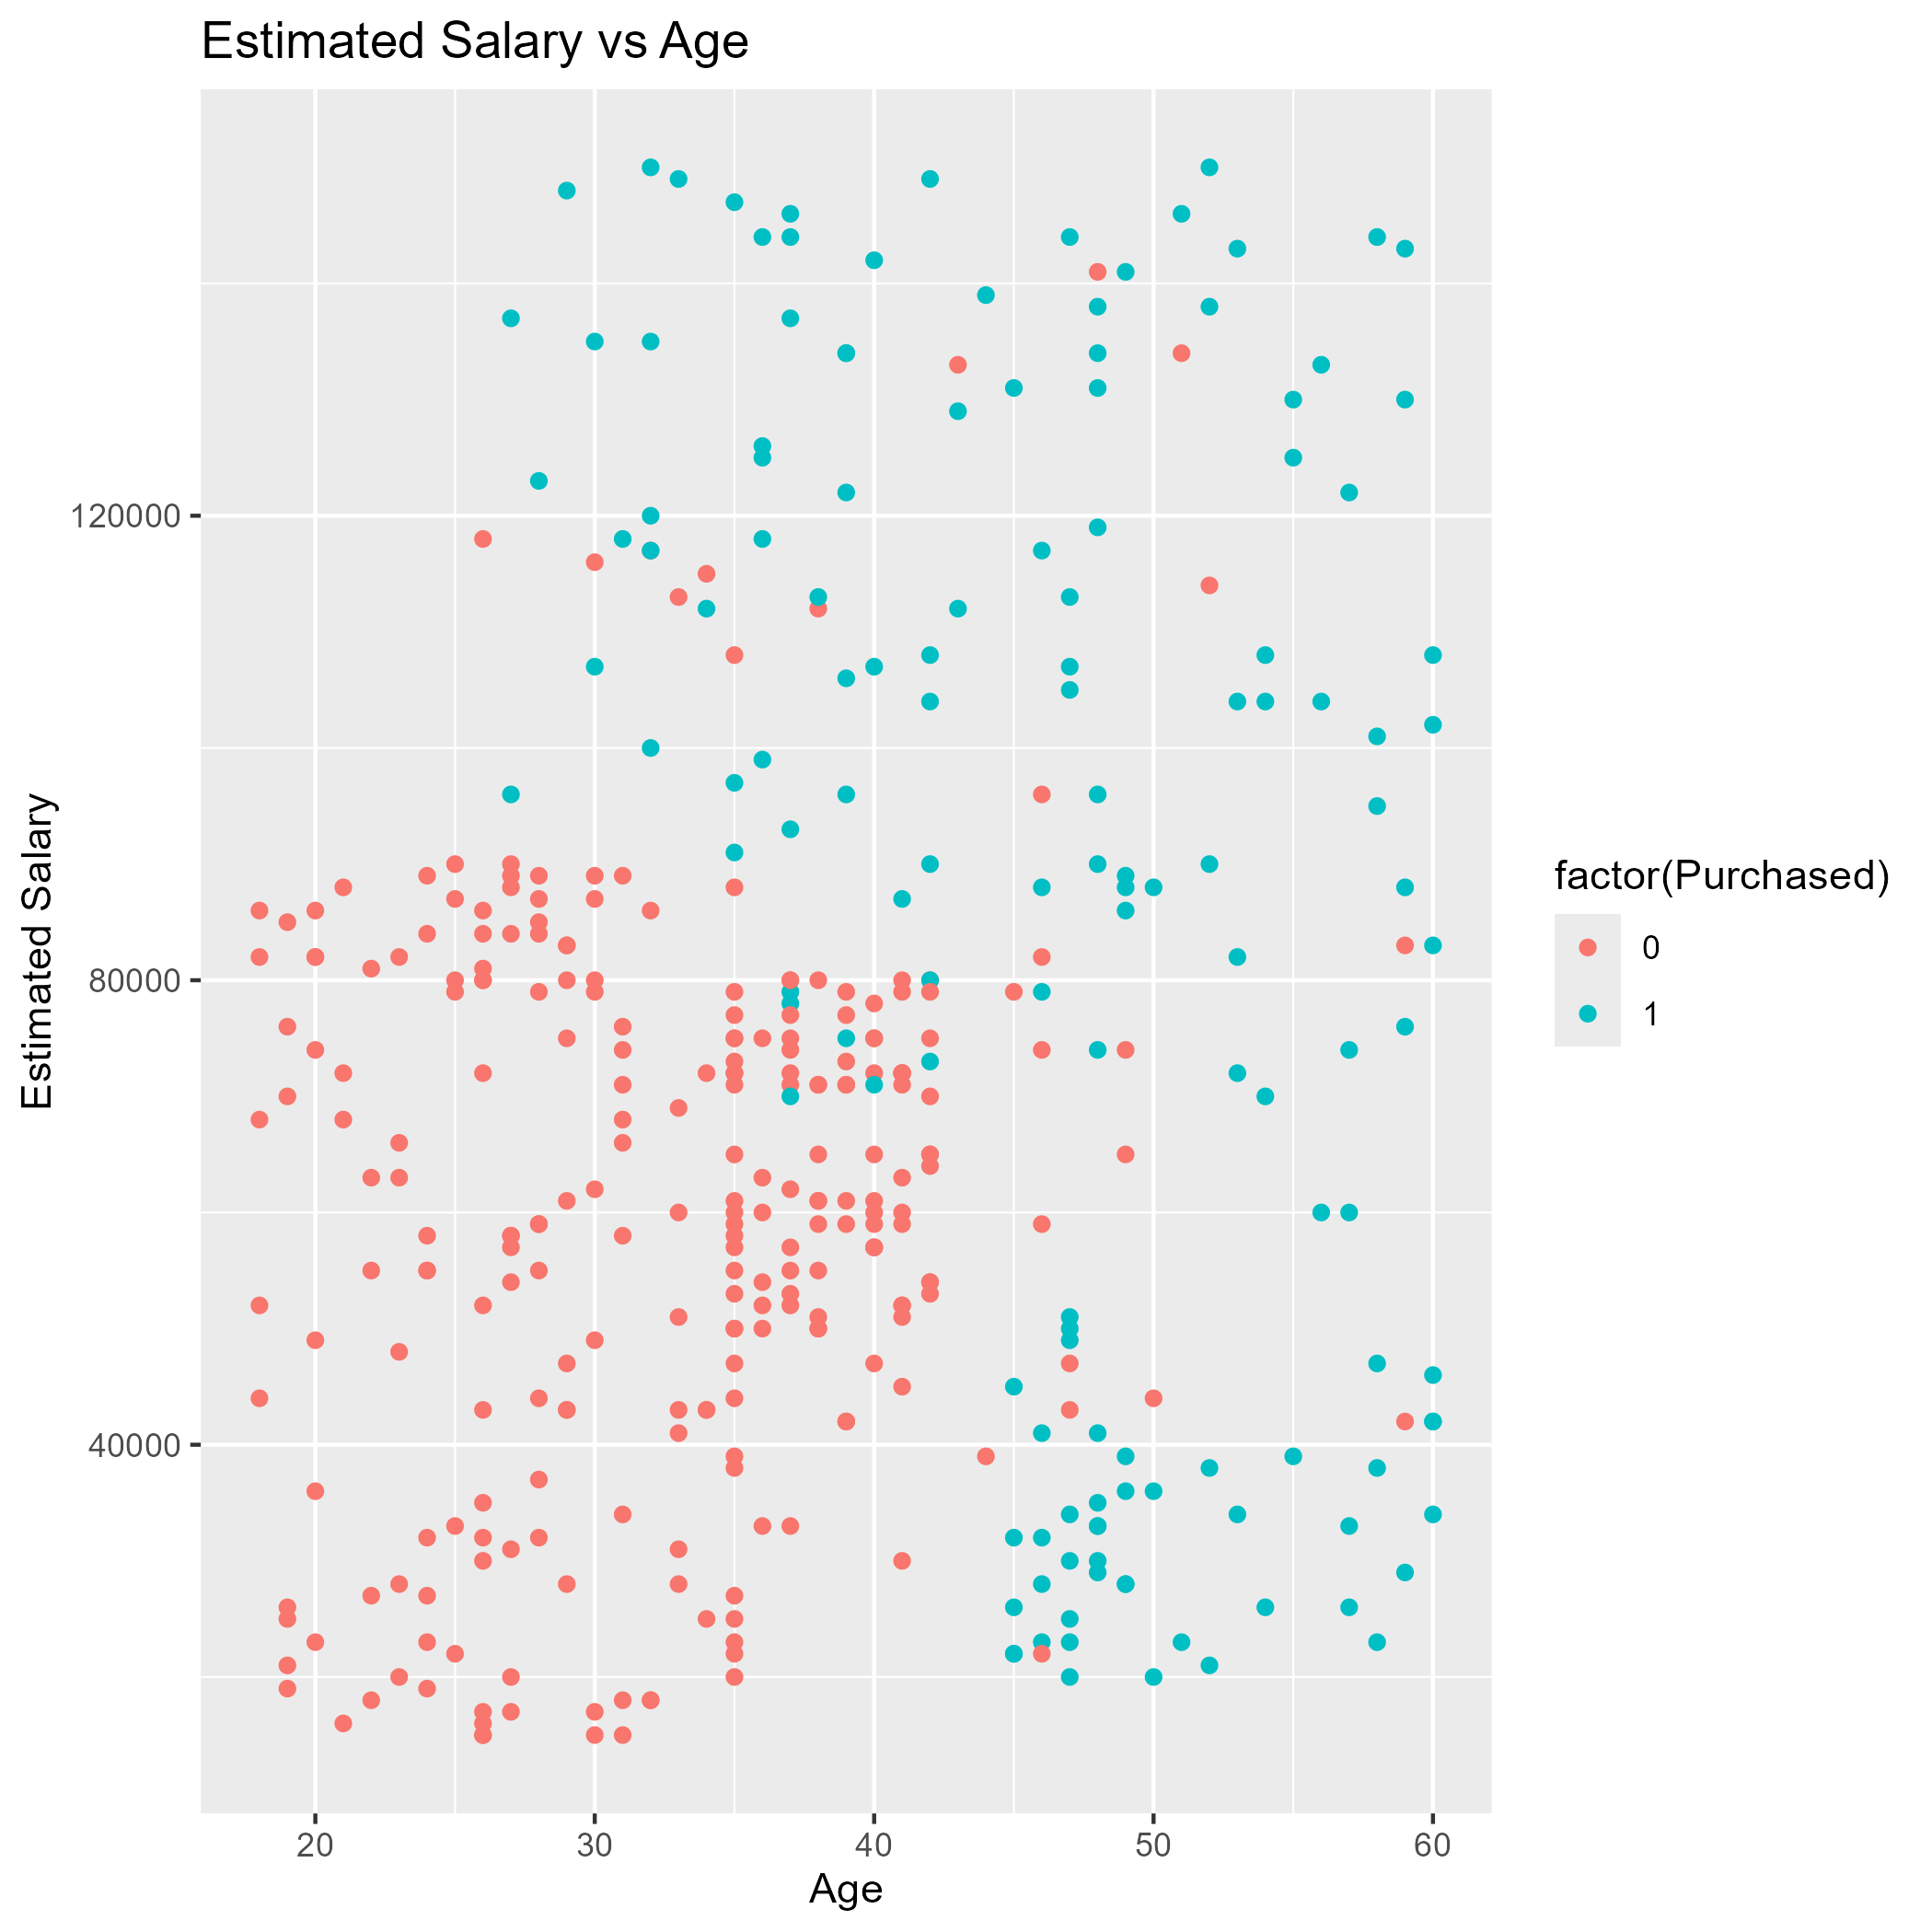 Estimated Salary vs Age
Estimated Salary
120000
80000
40000
20 30 40 50 60
Age
factor(Purchased)
0
1